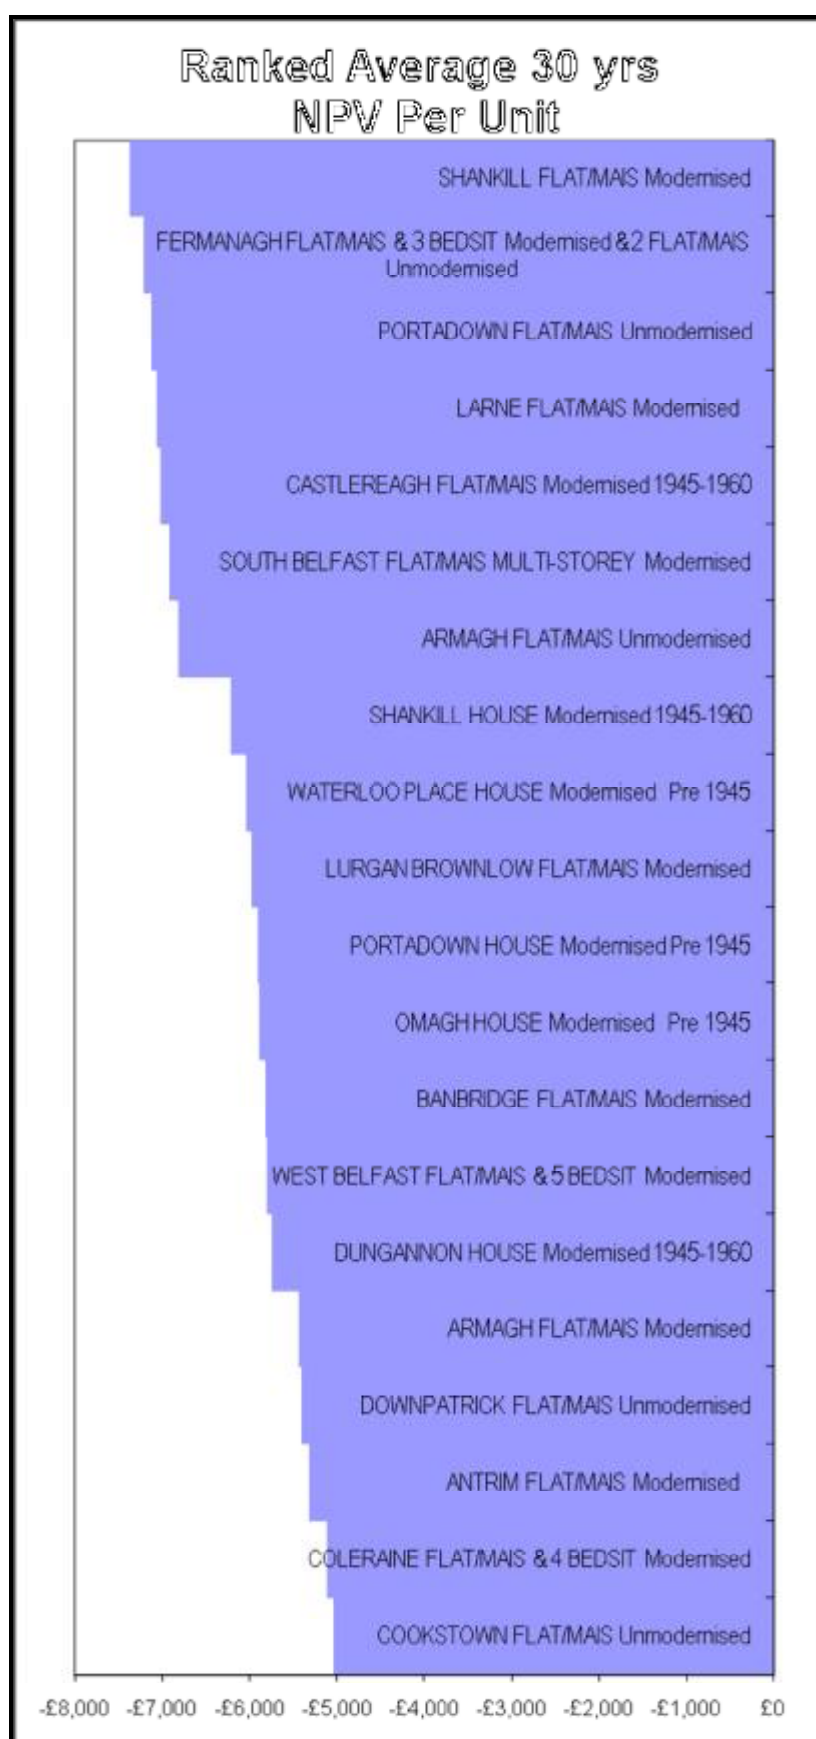 Ranked Average 30 yrs
NPV Per Unit
SHANKILL FLAT/MAIS Modernised
FERMANAGH FLAT/MAIS & 3 BEDSIT Modernised & 2 FLAT/MAIS
Unmodernised
PORTADOWN FLAT/MAIS Unmodernised
LARNE FLAT/MAIS Modernised
CASTLEREAGH FLAT/MAIS Modernised 1945-1960
SOUTH BELFAST FLAT/MAIS MULTI-STOREY Modernised
ARMAGH FLAT/MAIS Unmodernised
SHANKILL HOUSE Modernised 1945-1960
WATERLOO PLACE HOUSE Modernised Pre 1945
LURGAN BROWNLOW FLAT/MAIS Modernised
PORTADOWN HOUSE Modernised Pre 1945
OMAGH HOUSE Modernised Pre 1945
BANBRIDGE FLAT/MAIS Modernised
WEST BELFAST FLAT/MAIS & 5 BEDSIT Modernised
DUNGANNON HOUSE Modernised 1945-1960
ARMAGH FLAT/MAIS Modernised
DOWNPATRICK FLAT/MAIS Unmodernised
ANTRIM FLAT/MAIS Modernised
COLERAINE FLAT/MAIS & 4 BEDSIT Modernised
COOKSTOWN FLAT/MAIS Unmodernised
-£8,000 -£7,000 -£6,000 -£5,000 -£4,000 -£3,000 -£2,000 -£1,000 £0